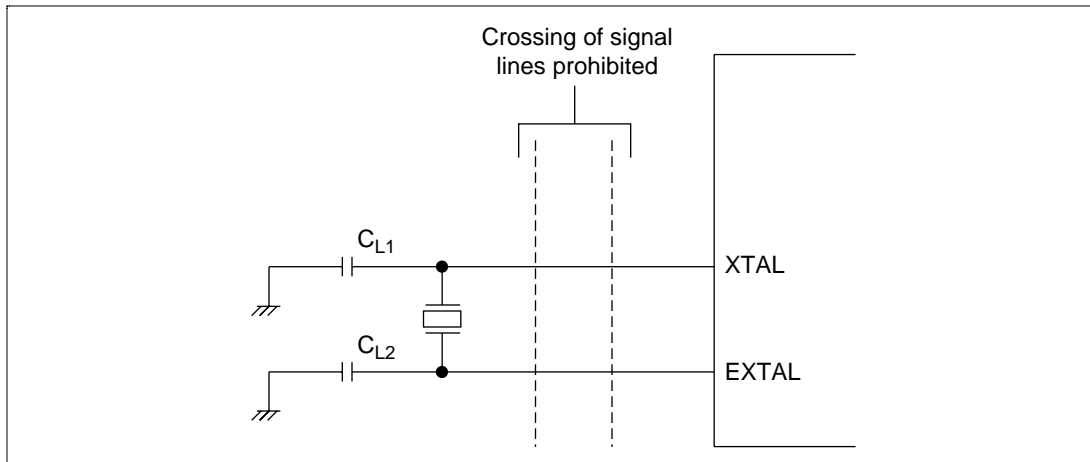 Crossing of signal
lines prohibited
CL1
XTAL
CL2
EXTAL